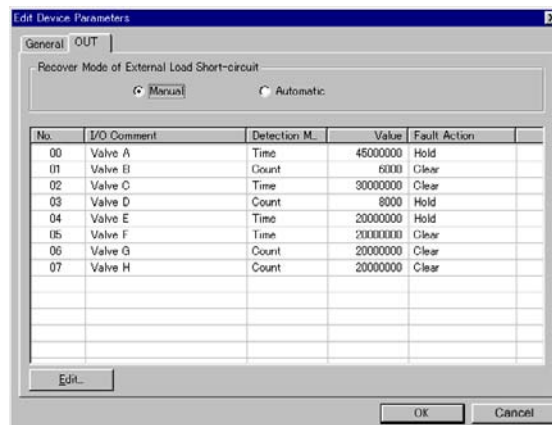 Edit Device Parameters
General OUT
Recover Mode of External Load Short-circuit
Manual Automatic
No. I/O Comment Detection M... Value Fault Action
00 Valve A Time 45000000 Hold
01 Valve B Count 6000 Clear
02 Valve C Time 30000000 Clear
03 Valve D Count 8000 Hold
04 Valve E Time 20000000 Hold
05 Valve F Time 20000000 Clear
06 Valve G Count 20000000 Clear
07 Valve H Count 20000000 Clear
Edit...
OK Cancel